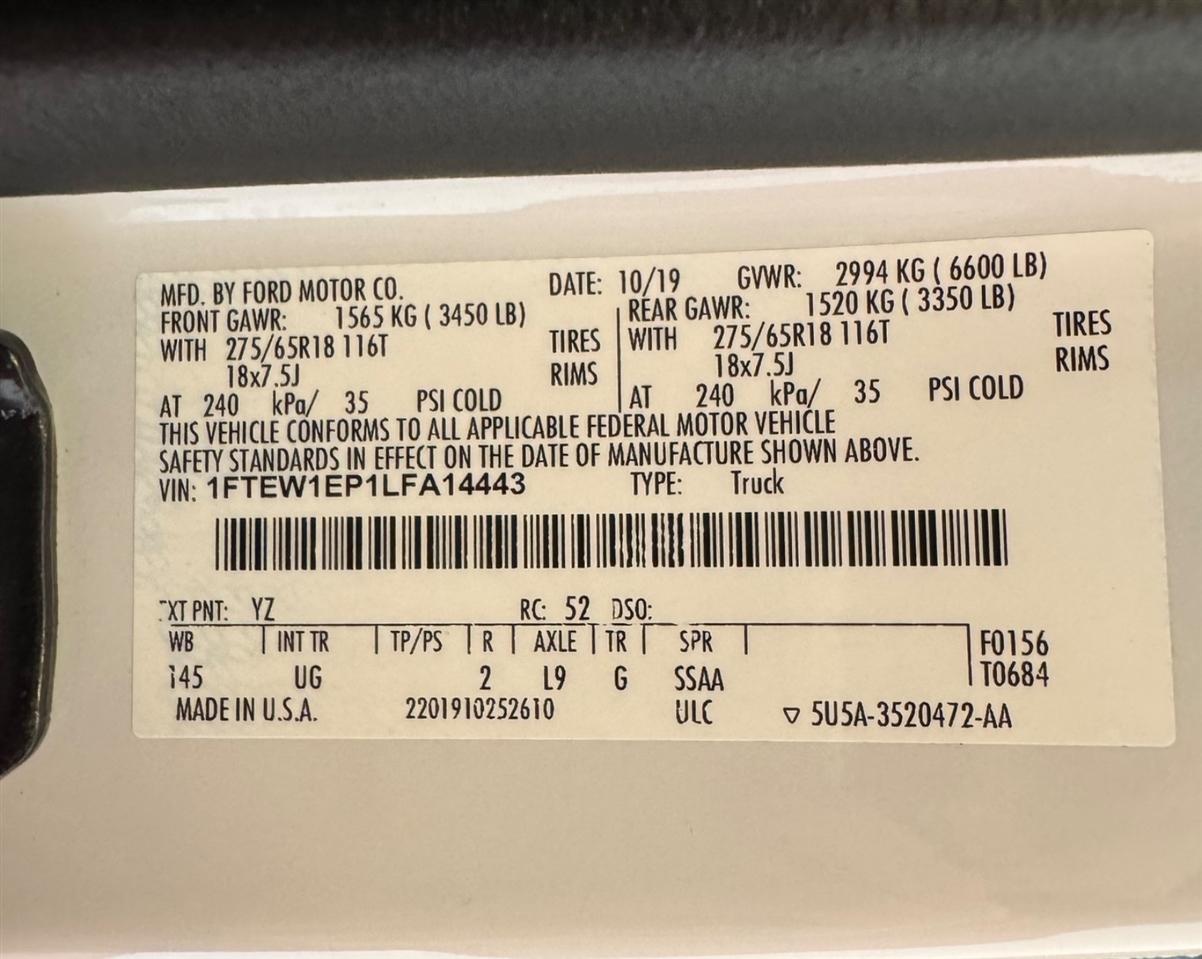 MFD. BY FORD MOTOR CO. DATE: 10/19 GVWR: 2994 KG ( 6600 LB)
FRONT GAWR: 1565 KG ( 3450 LB) REAR GAWR: 1520 KG ( 3350 LB)
WITH 275/65R18 116T TIRES WITH 275/65R18 116T TIRES
18x7.5J RIMS 18x7.5J RIMS
AT 240 kPa/ 35 PSI COLD AT 240 kPa/ 35 PSI COLD
THIS VEHICLE CONFORMS TO ALL APPLICABLE FEDERAL MOTOR VEHICLE
SAFETY STANDARDS IN EFFECT ON THE DATE OF MANUFACTURE SHOWN ABOVE.
VIN: 1FTEW1EP1LFA14443 TYPE: Truck
EXT PNT: YZ RC: 52 DSO:
WB INT TR TP/PS R AXLE TR SPR F0156
145 UG 2 L9 G SSAA T0684
MADE IN U.S.A. 2201910252610 ULC ▽ 5U5A-3520472-AA